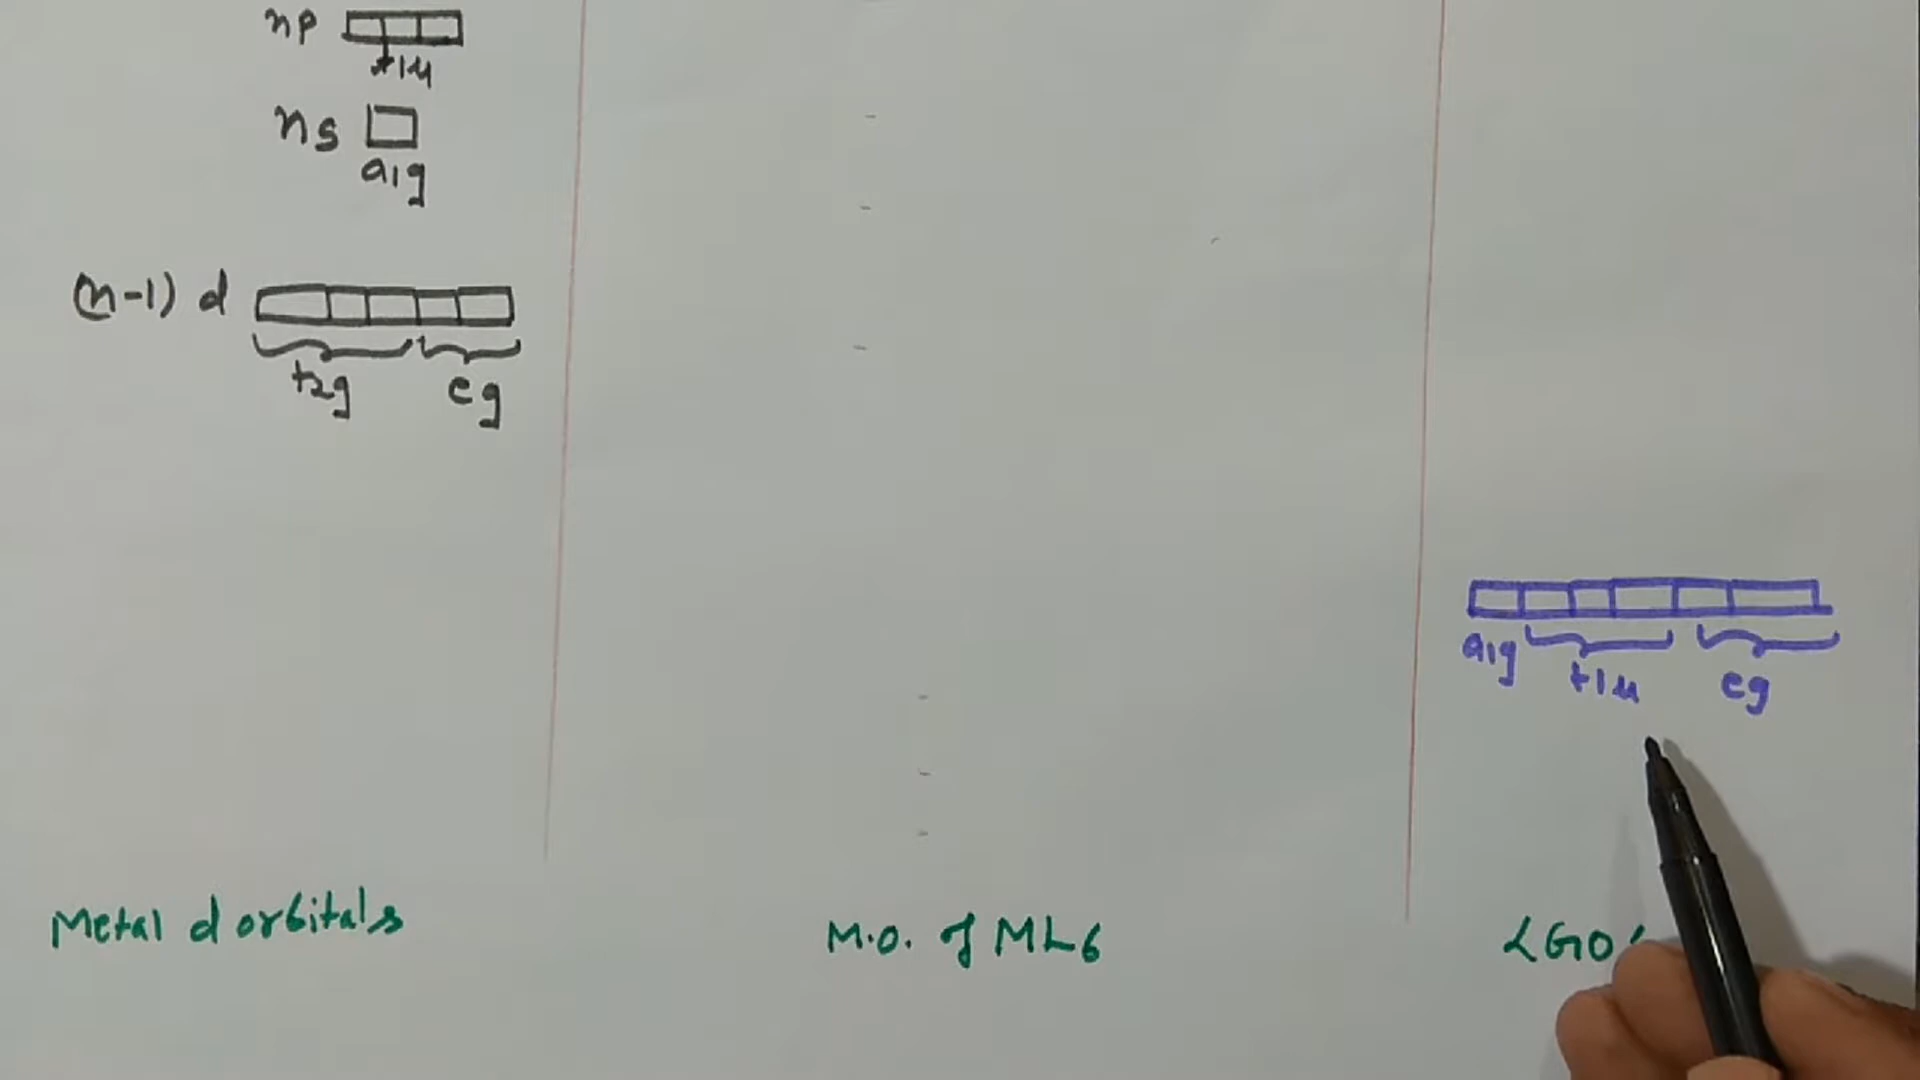 np
t1u
ns
a1g
(n-1) d
t2g eg
a1g t1u eg
Metal d orbitals
M.O. of ML6
LGO'